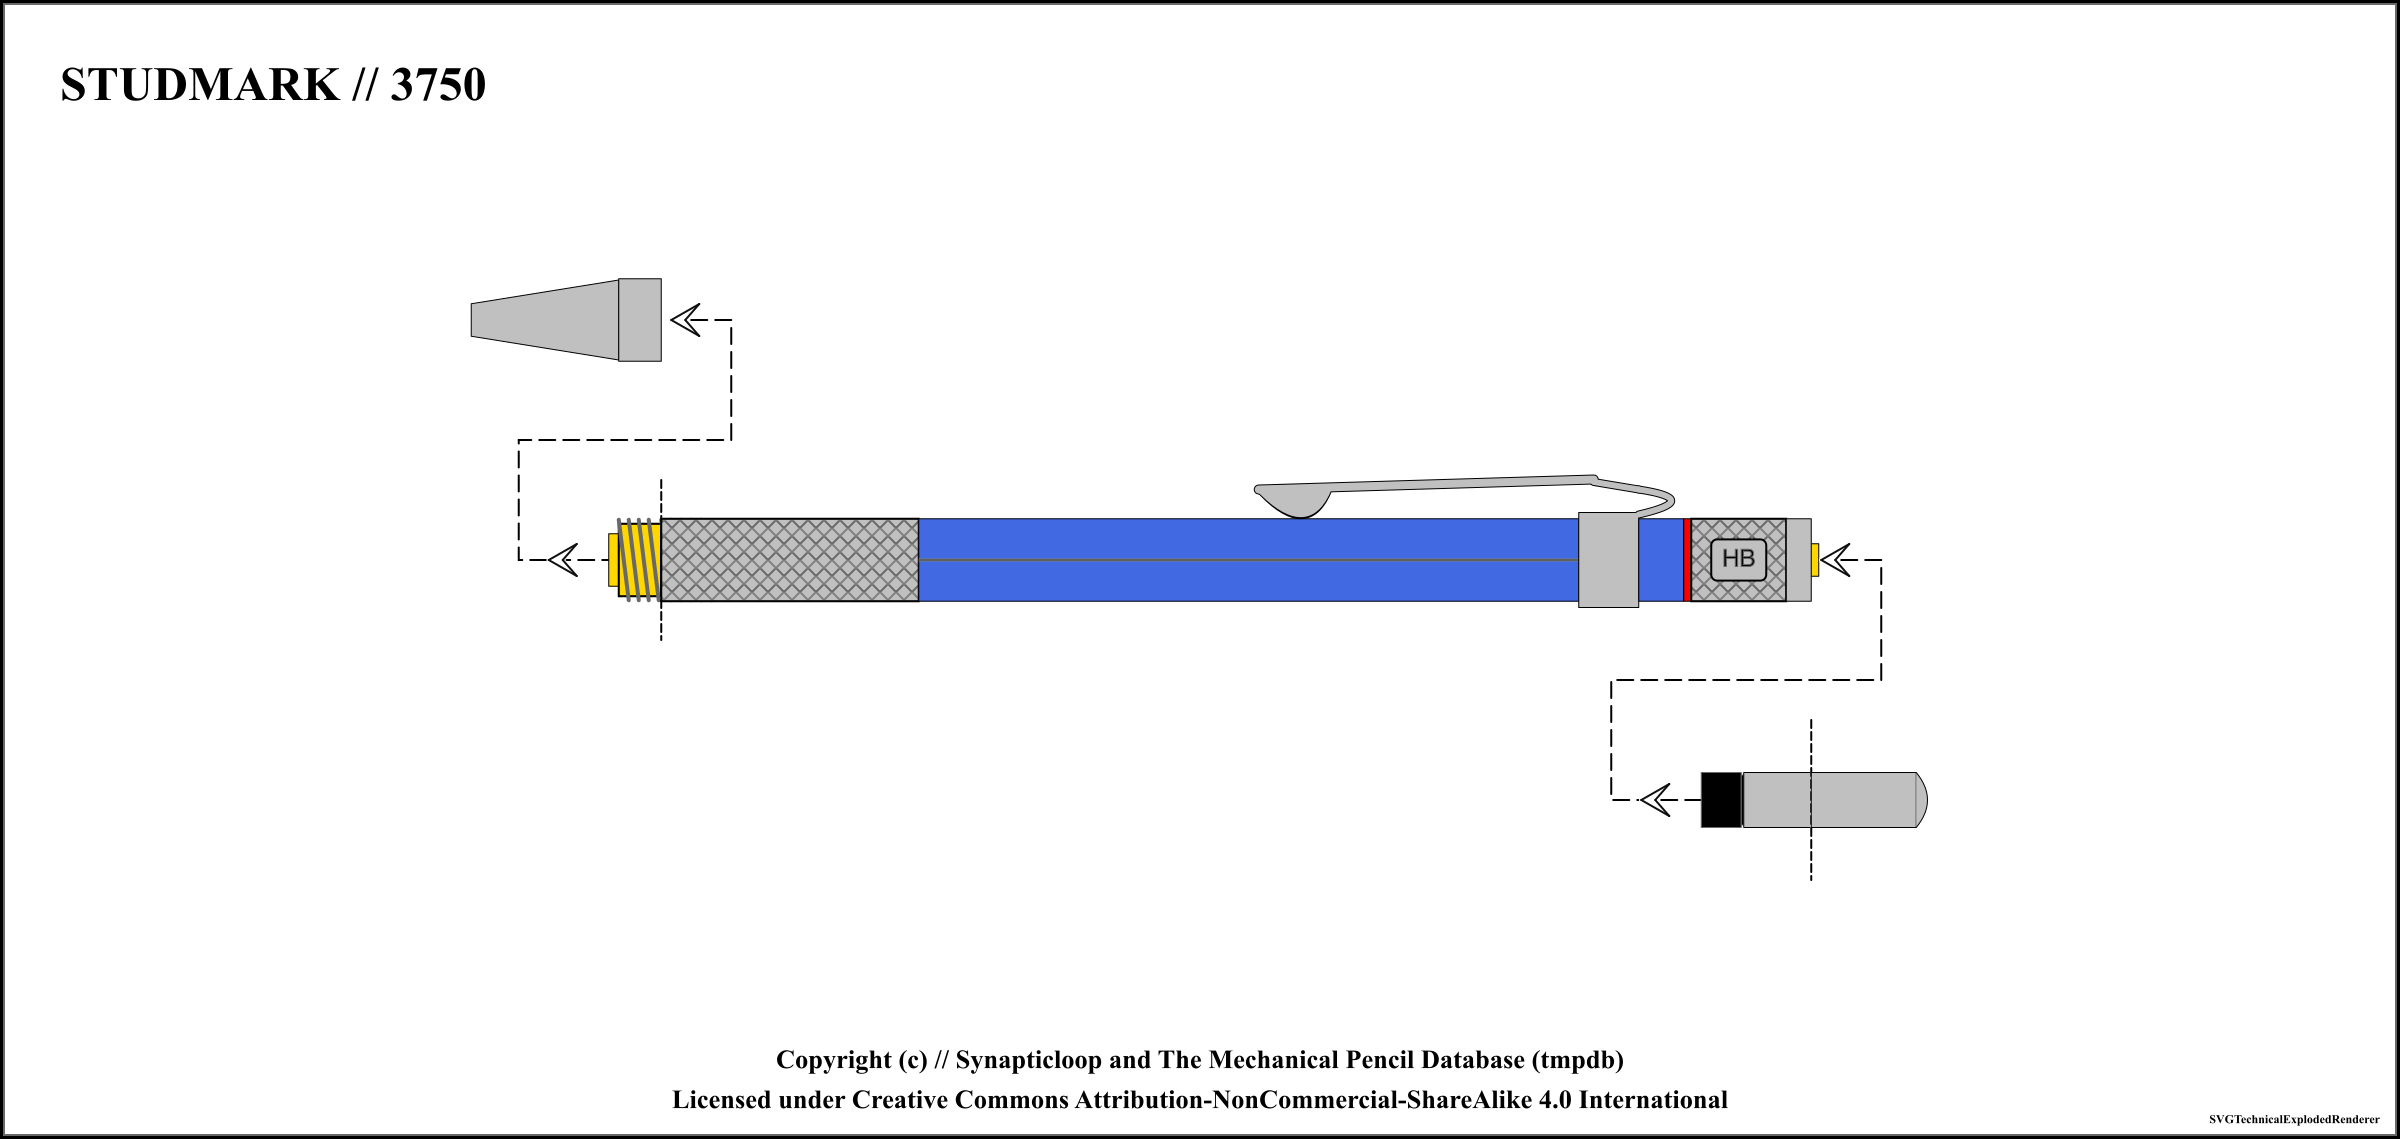 STUDMARK // 3750
HB
Copyright (c) // Synapticloop and The Mechanical Pencil Database (tmpdb)
Licensed under Creative Commons Attribution-NonCommercial-ShareAlike 4.0 International
SVGTechnicalExplodedRenderer